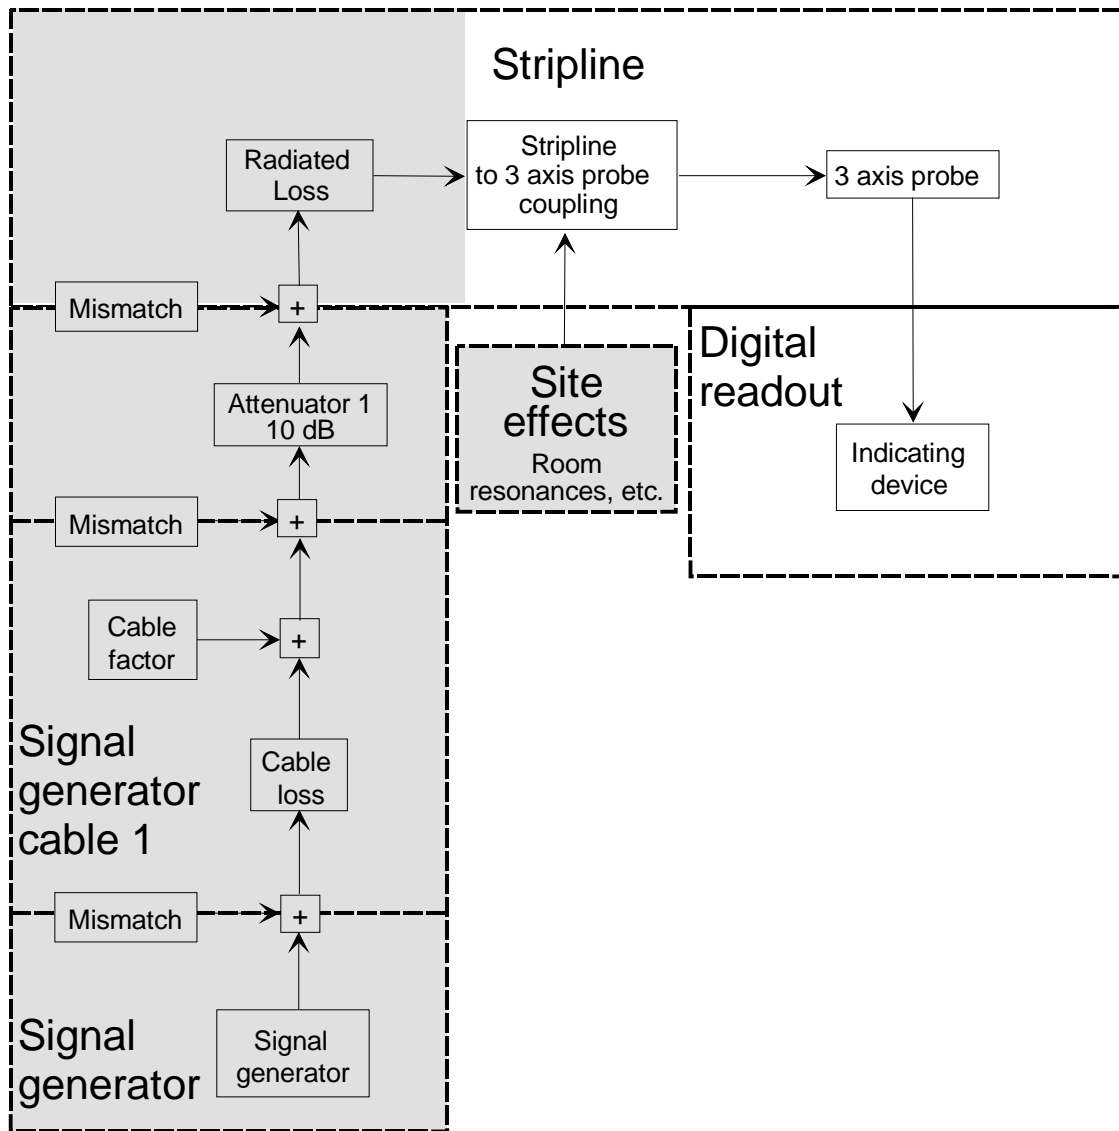 Stripline
Radiated
Loss
Stripline
to 3 axis probe
coupling
3 axis probe
Mismatch
+
Attenuator 1
10 dB
Site
effects
Room
resonances, etc.
Digital
readout
Indicating
device
Mismatch
+
Cable
factor
+
Signal
generator
cable 1
Cable
loss
Mismatch
+
Signal
generator
Signal
generator